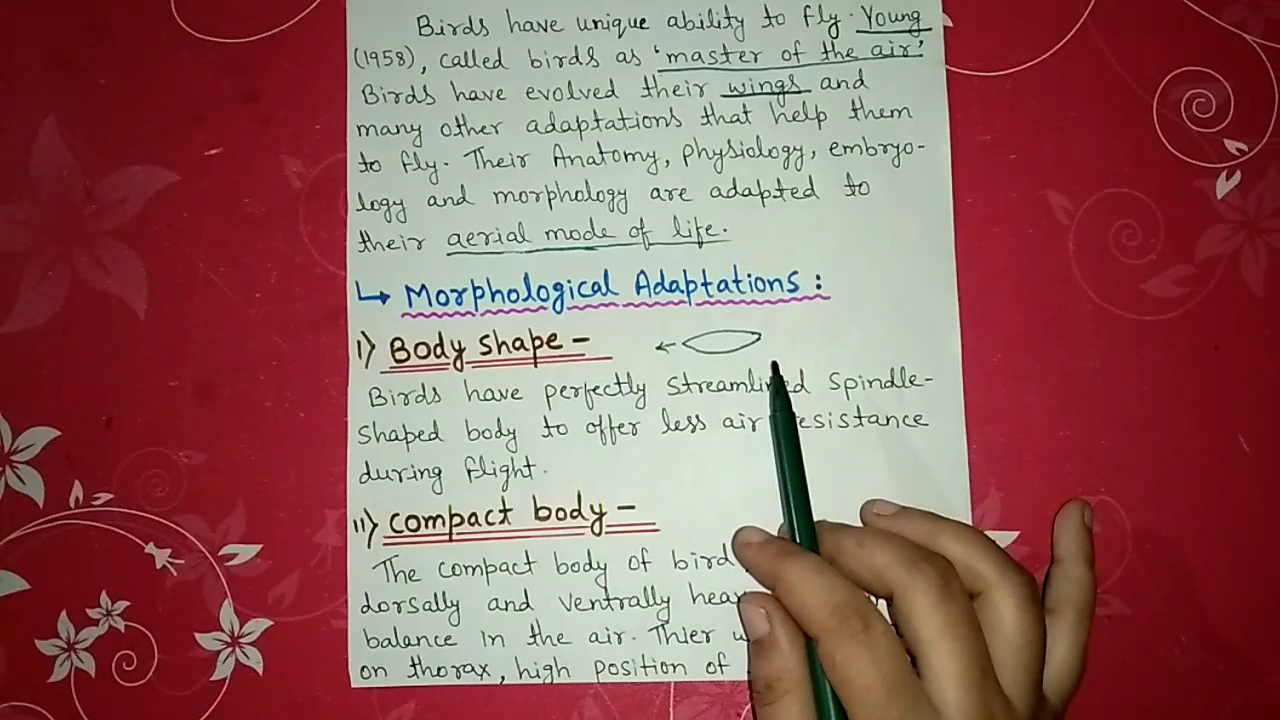 Birds have unique ability to fly. Young
(1958), called birds as 'master of the air'
Birds have evolved their wings and
many other adaptations that help them
to fly. Their Anatomy, physiology, embryo-
logy and morphology are adapted to
their aerial mode of life.
↳ Morphological Adaptations :
i) Body shape -
Birds have perfectly streamlined spindle-
shaped body to offer less air resistance
during flight.
ii) Compact body -
The compact body of bird
dorsally and ventrally
balance in the air. Thier
on thorax, high position of